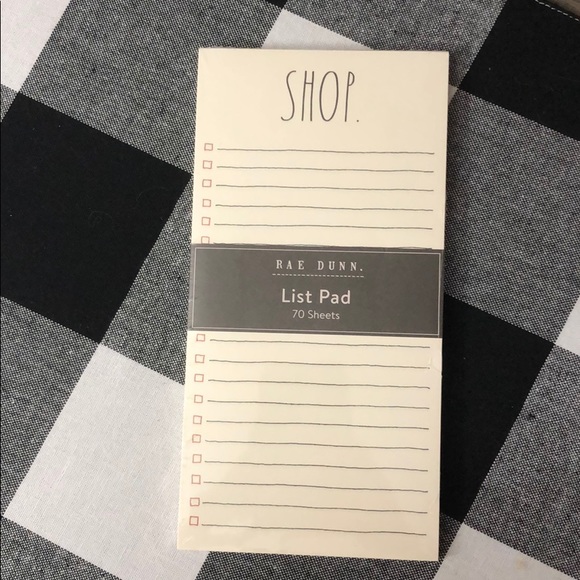 SHOP.
RAE DUNN.
List Pad
70 Sheets